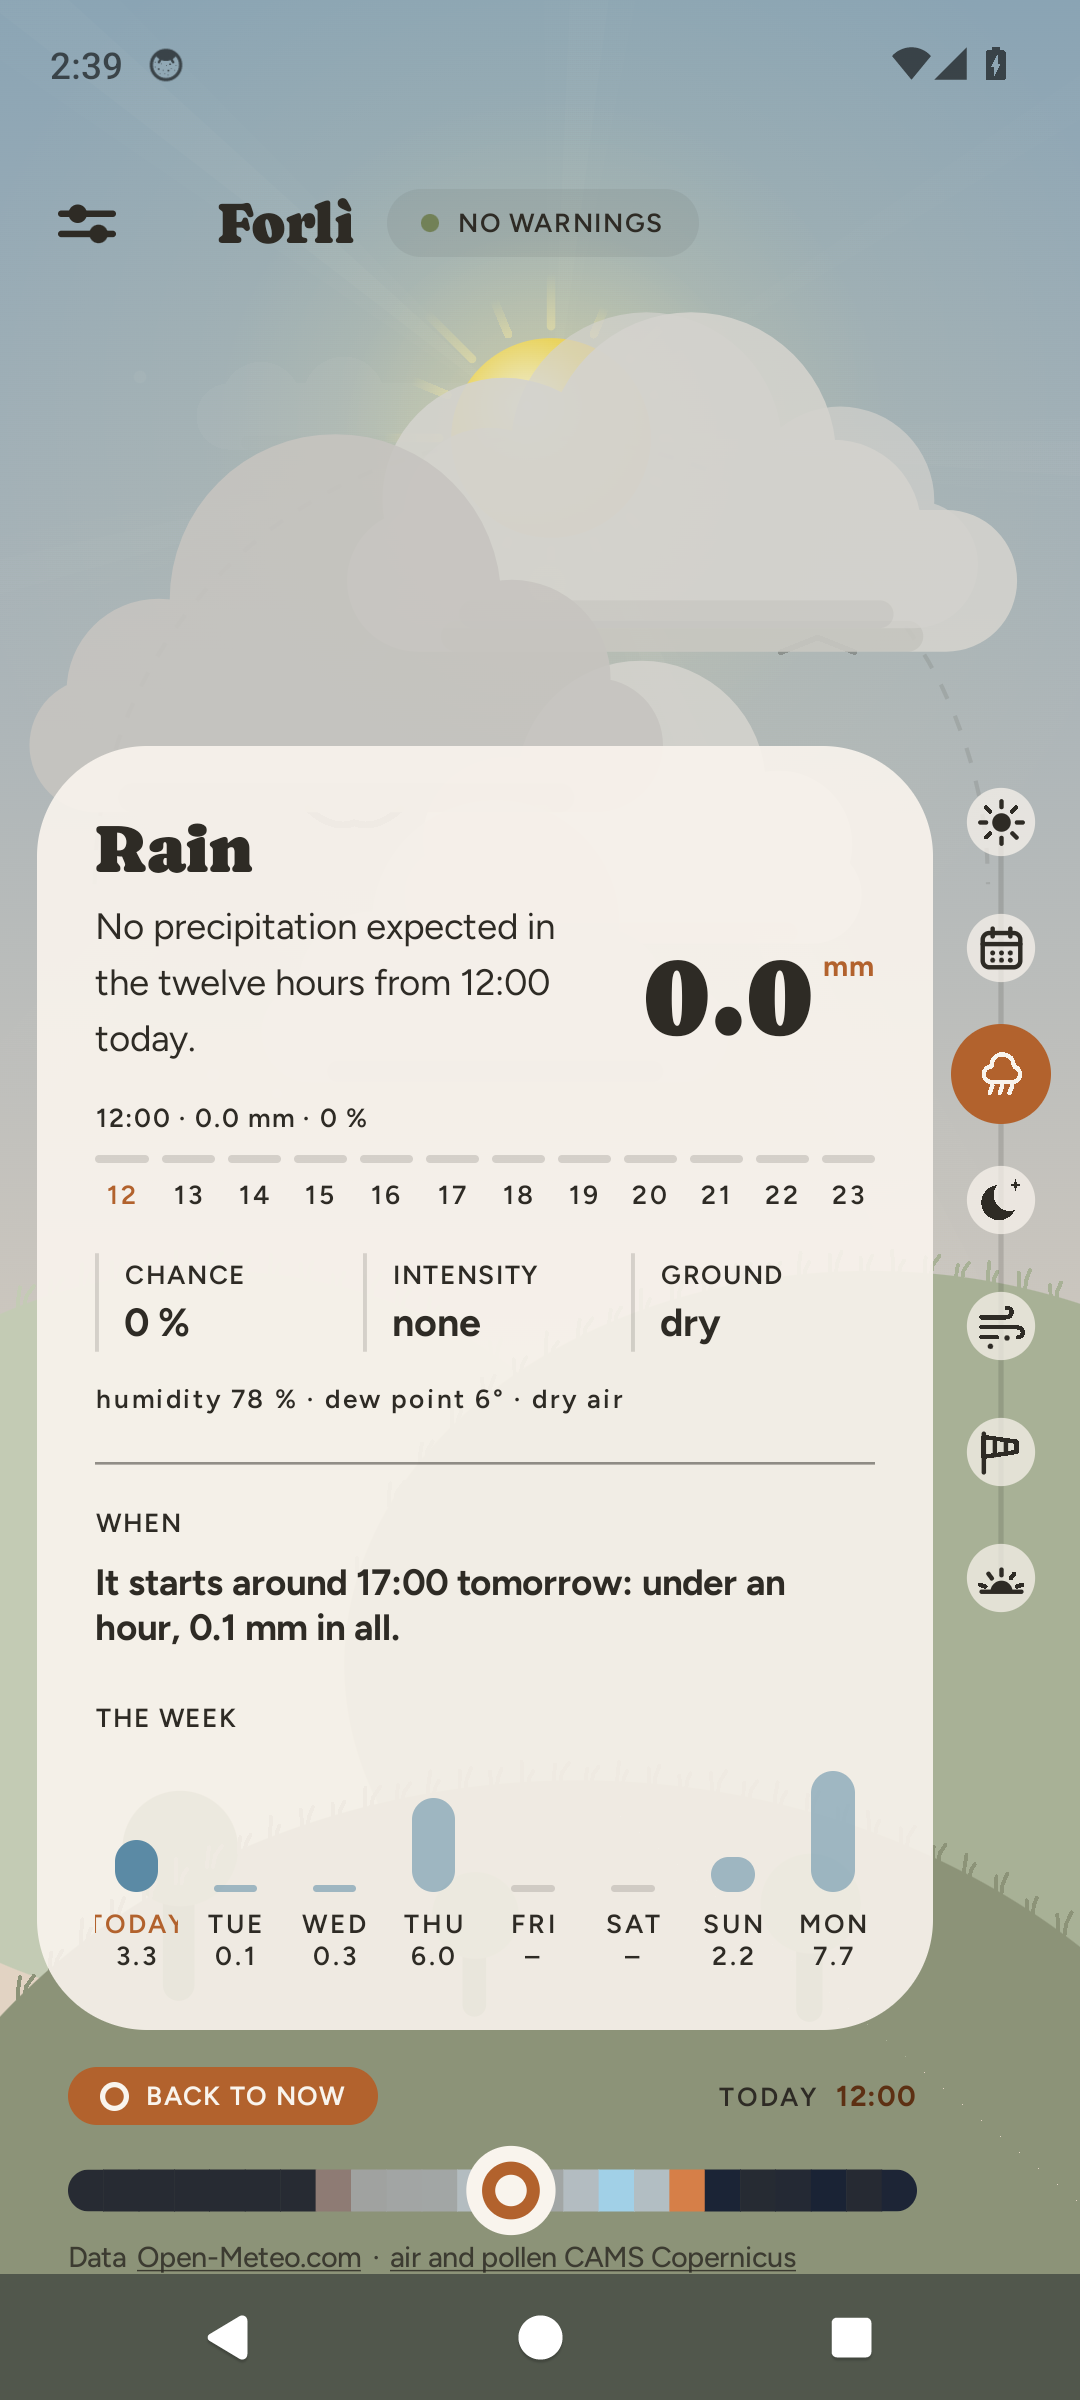 2:39
Forlì
NO WARNINGS
Rain
No precipitation expected in
the twelve hours from 12:00
today.
0.0 mm
12:00 · 0.0 mm · 0 %
12 13 14 15 16 17 18 19 20 21 22 23
CHANCE INTENSITY GROUND
0 % none dry
humidity 78 % · dew point 6° · dry air
WHEN
It starts around 17:00 tomorrow: under an
hour, 0.1 mm in all.
THE WEEK
TODAY TUE WED THU FRI SAT SUN MON
3.3 0.1 0.3 6.0 – – 2.2 7.7
BACK TO NOW
TODAY 12:00
Data Open-Meteo.com · air and pollen CAMS Copernicus